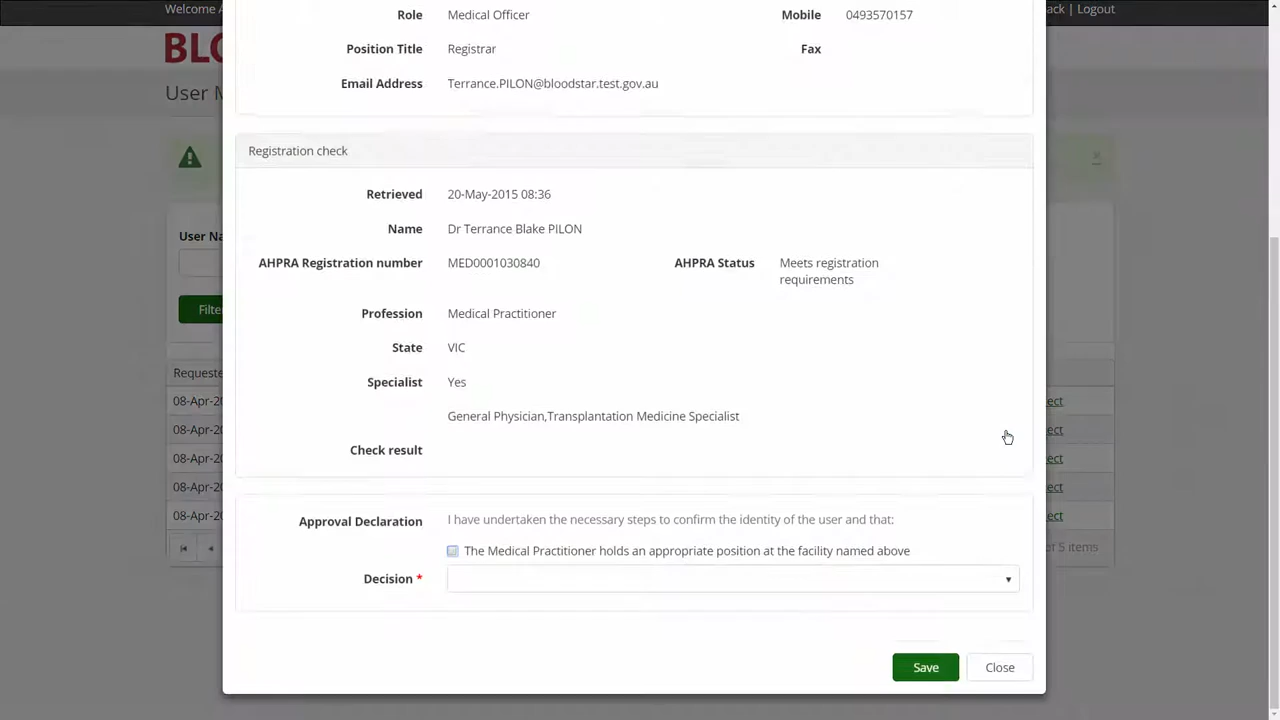 Welcome A
ack | Logout
Role Medical Officer Mobile 0493570157
BLO
Position Title Registrar Fax
Email Address Terrance.PILON@bloodstar.test.gov.au
User M
Registration check
Retrieved 20-May-2015 08:36
Name Dr Terrance Blake PILON
User Na
AHPRA Registration number MED0001030840 AHPRA Status Meets registration
requirements
Filte
Profession Medical Practitioner
State VIC
Requeste
Specialist Yes
08-Apr-20 ect
General Physician,Transplantation Medicine Specialist
08-Apr-20 ect
Check result
08-Apr-20 ect
08-Apr-20 ect
08-Apr-20 ect
Approval Declaration I have undertaken the necessary steps to confirm the identity of the user and that:
The Medical Practitioner holds an appropriate position at the facility named above
of 5 items
Decision *
Save Close